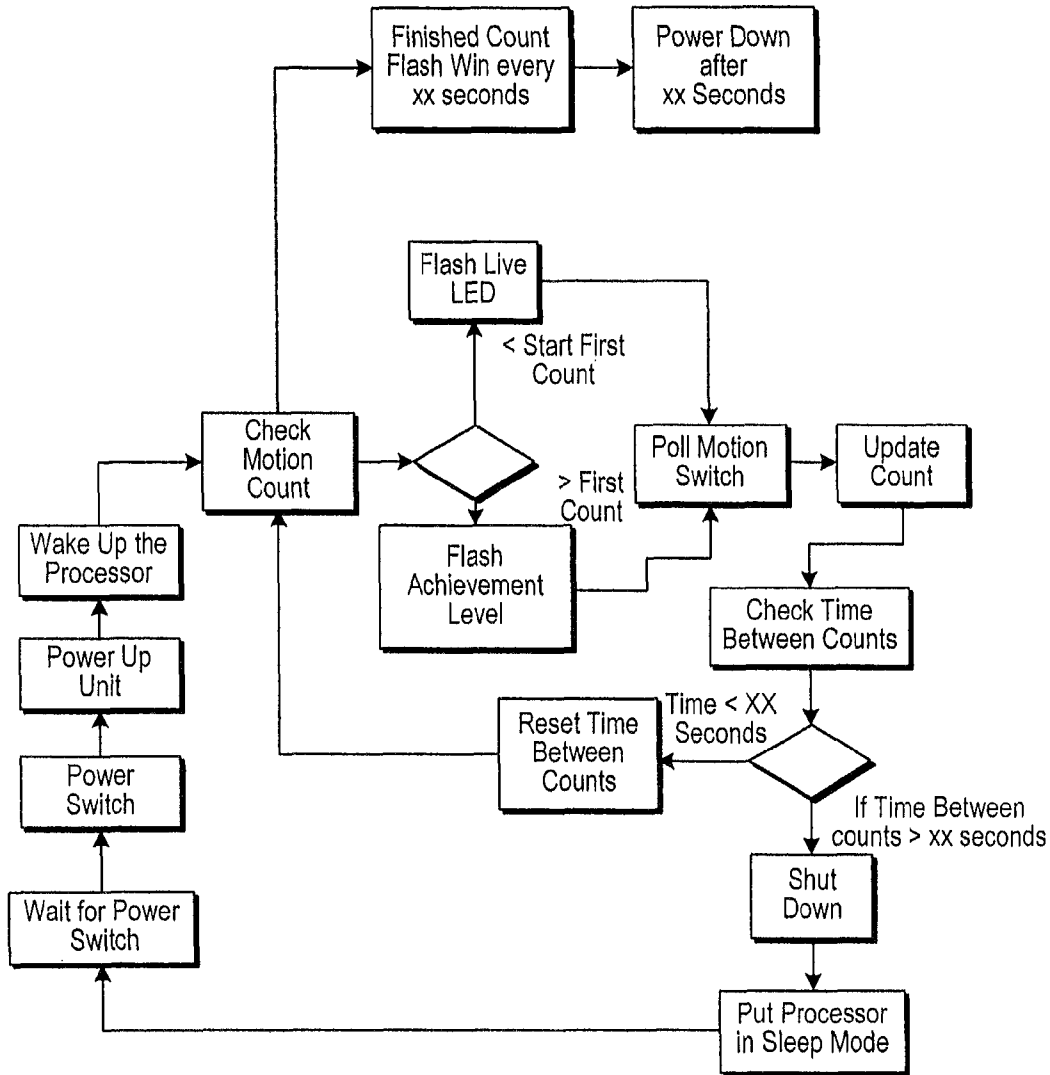 Finished Count
Flash Win every
xx seconds
Power Down
after
xx Seconds
Flash Live
LED
< Start First
Count
Check
Motion
Count
> First
Count
Poll Motion
Switch
Update
Count
Wake Up the
Processor
Flash
Achievement
Level
Check Time
Between Counts
Power Up
Unit
Reset Time
Between
Counts
Time < XX
Seconds
Power
Switch
If Time Between
counts > xx seconds
Shut
Down
Wait for Power
Switch
Put Processor
in Sleep Mode